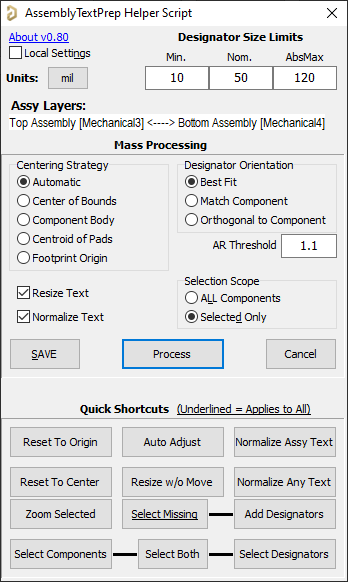 AssemblyTextPrep Helper Script
About v0.80
Local Settings
Designator Size Limits
Min. Nom. AbsMax
Units: mil 10 50 120
Assy Layers:
Top Assembly [Mechanical3] <----> Bottom Assembly [Mechanical4]
Mass Processing
Centering Strategy
Automatic
Center of Bounds
Component Body
Centroid of Pads
Footprint Origin
Designator Orientation
Best Fit
Match Component
Orthogonal to Component
AR Threshold 1.1
Resize Text
Normalize Text
Selection Scope
ALL Components
Selected Only
SAVE Process Cancel
Quick Shortcuts (Underlined = Applies to All)
Reset To Origin Auto Adjust Normalize Assy Text
Reset To Center Resize w/o Move Normalize Any Text
Zoom Selected Select Missing Add Designators
Select Components Select Both Select Designators